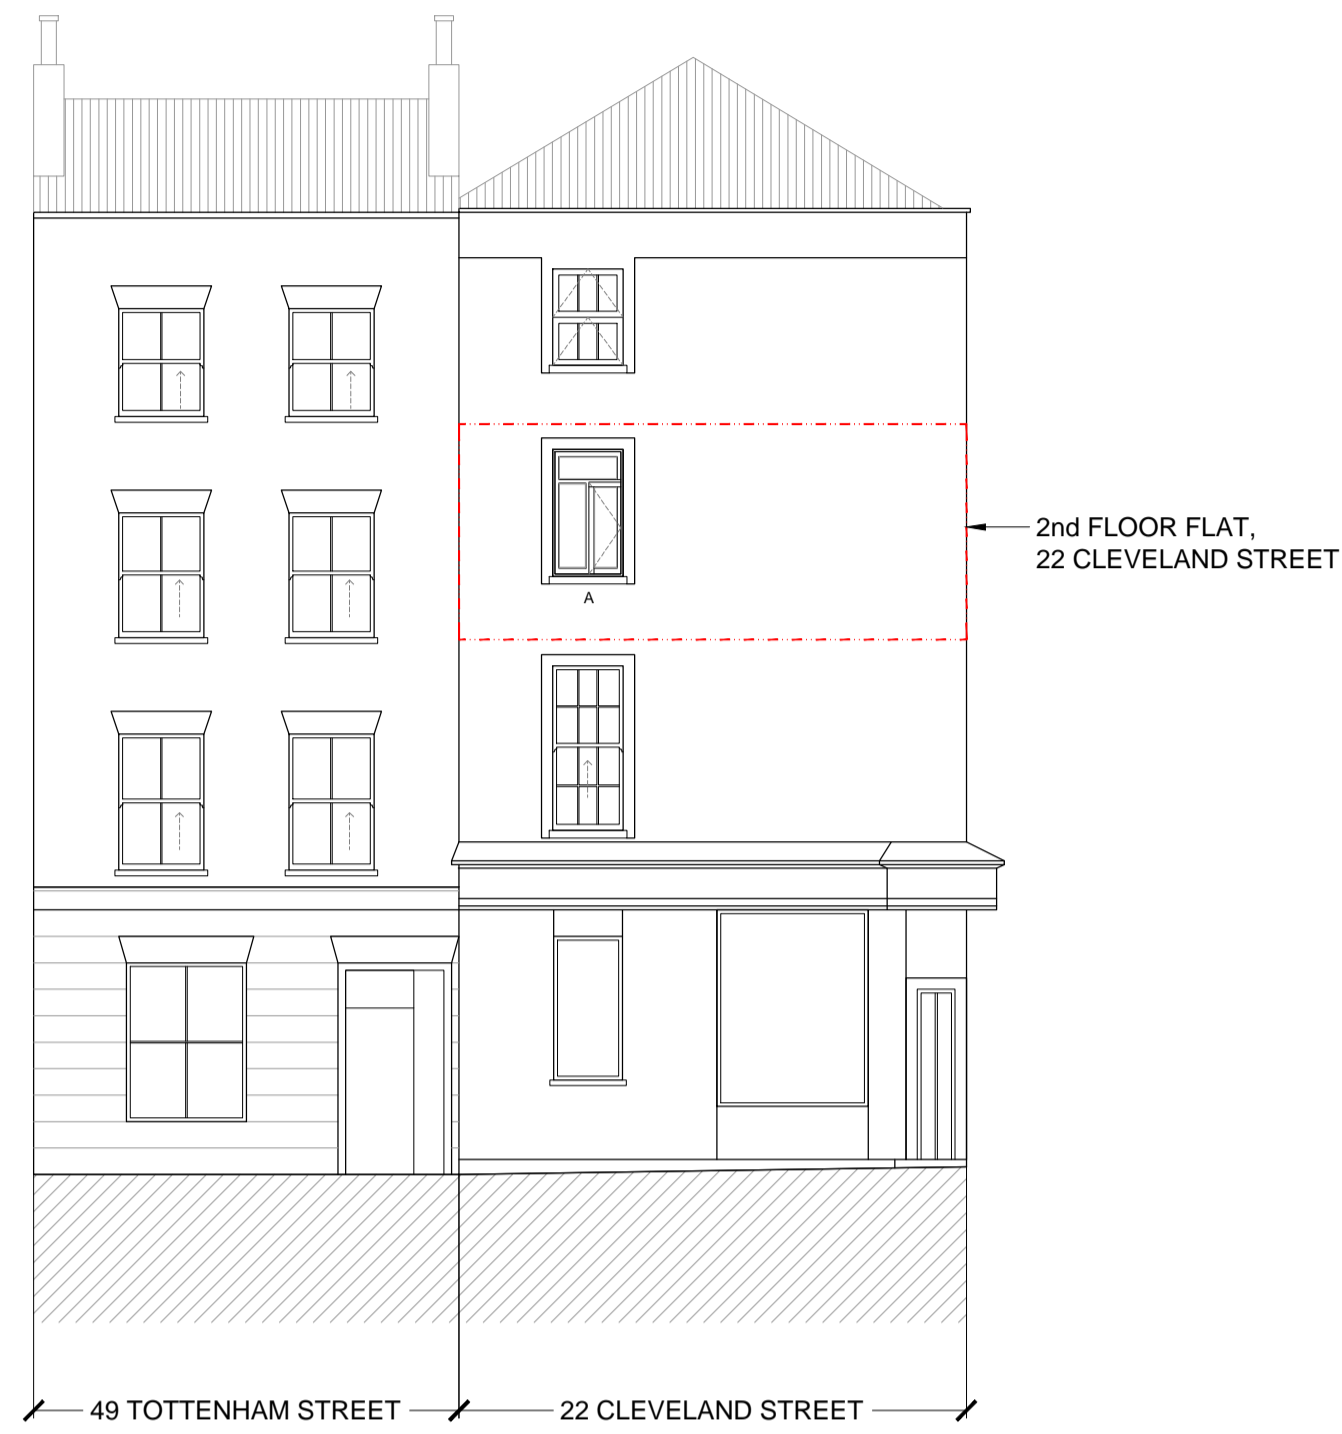 2nd FLOOR FLAT,
22 CLEVELAND STREET
A
49 TOTTENHAM STREET
22 CLEVELAND STREET